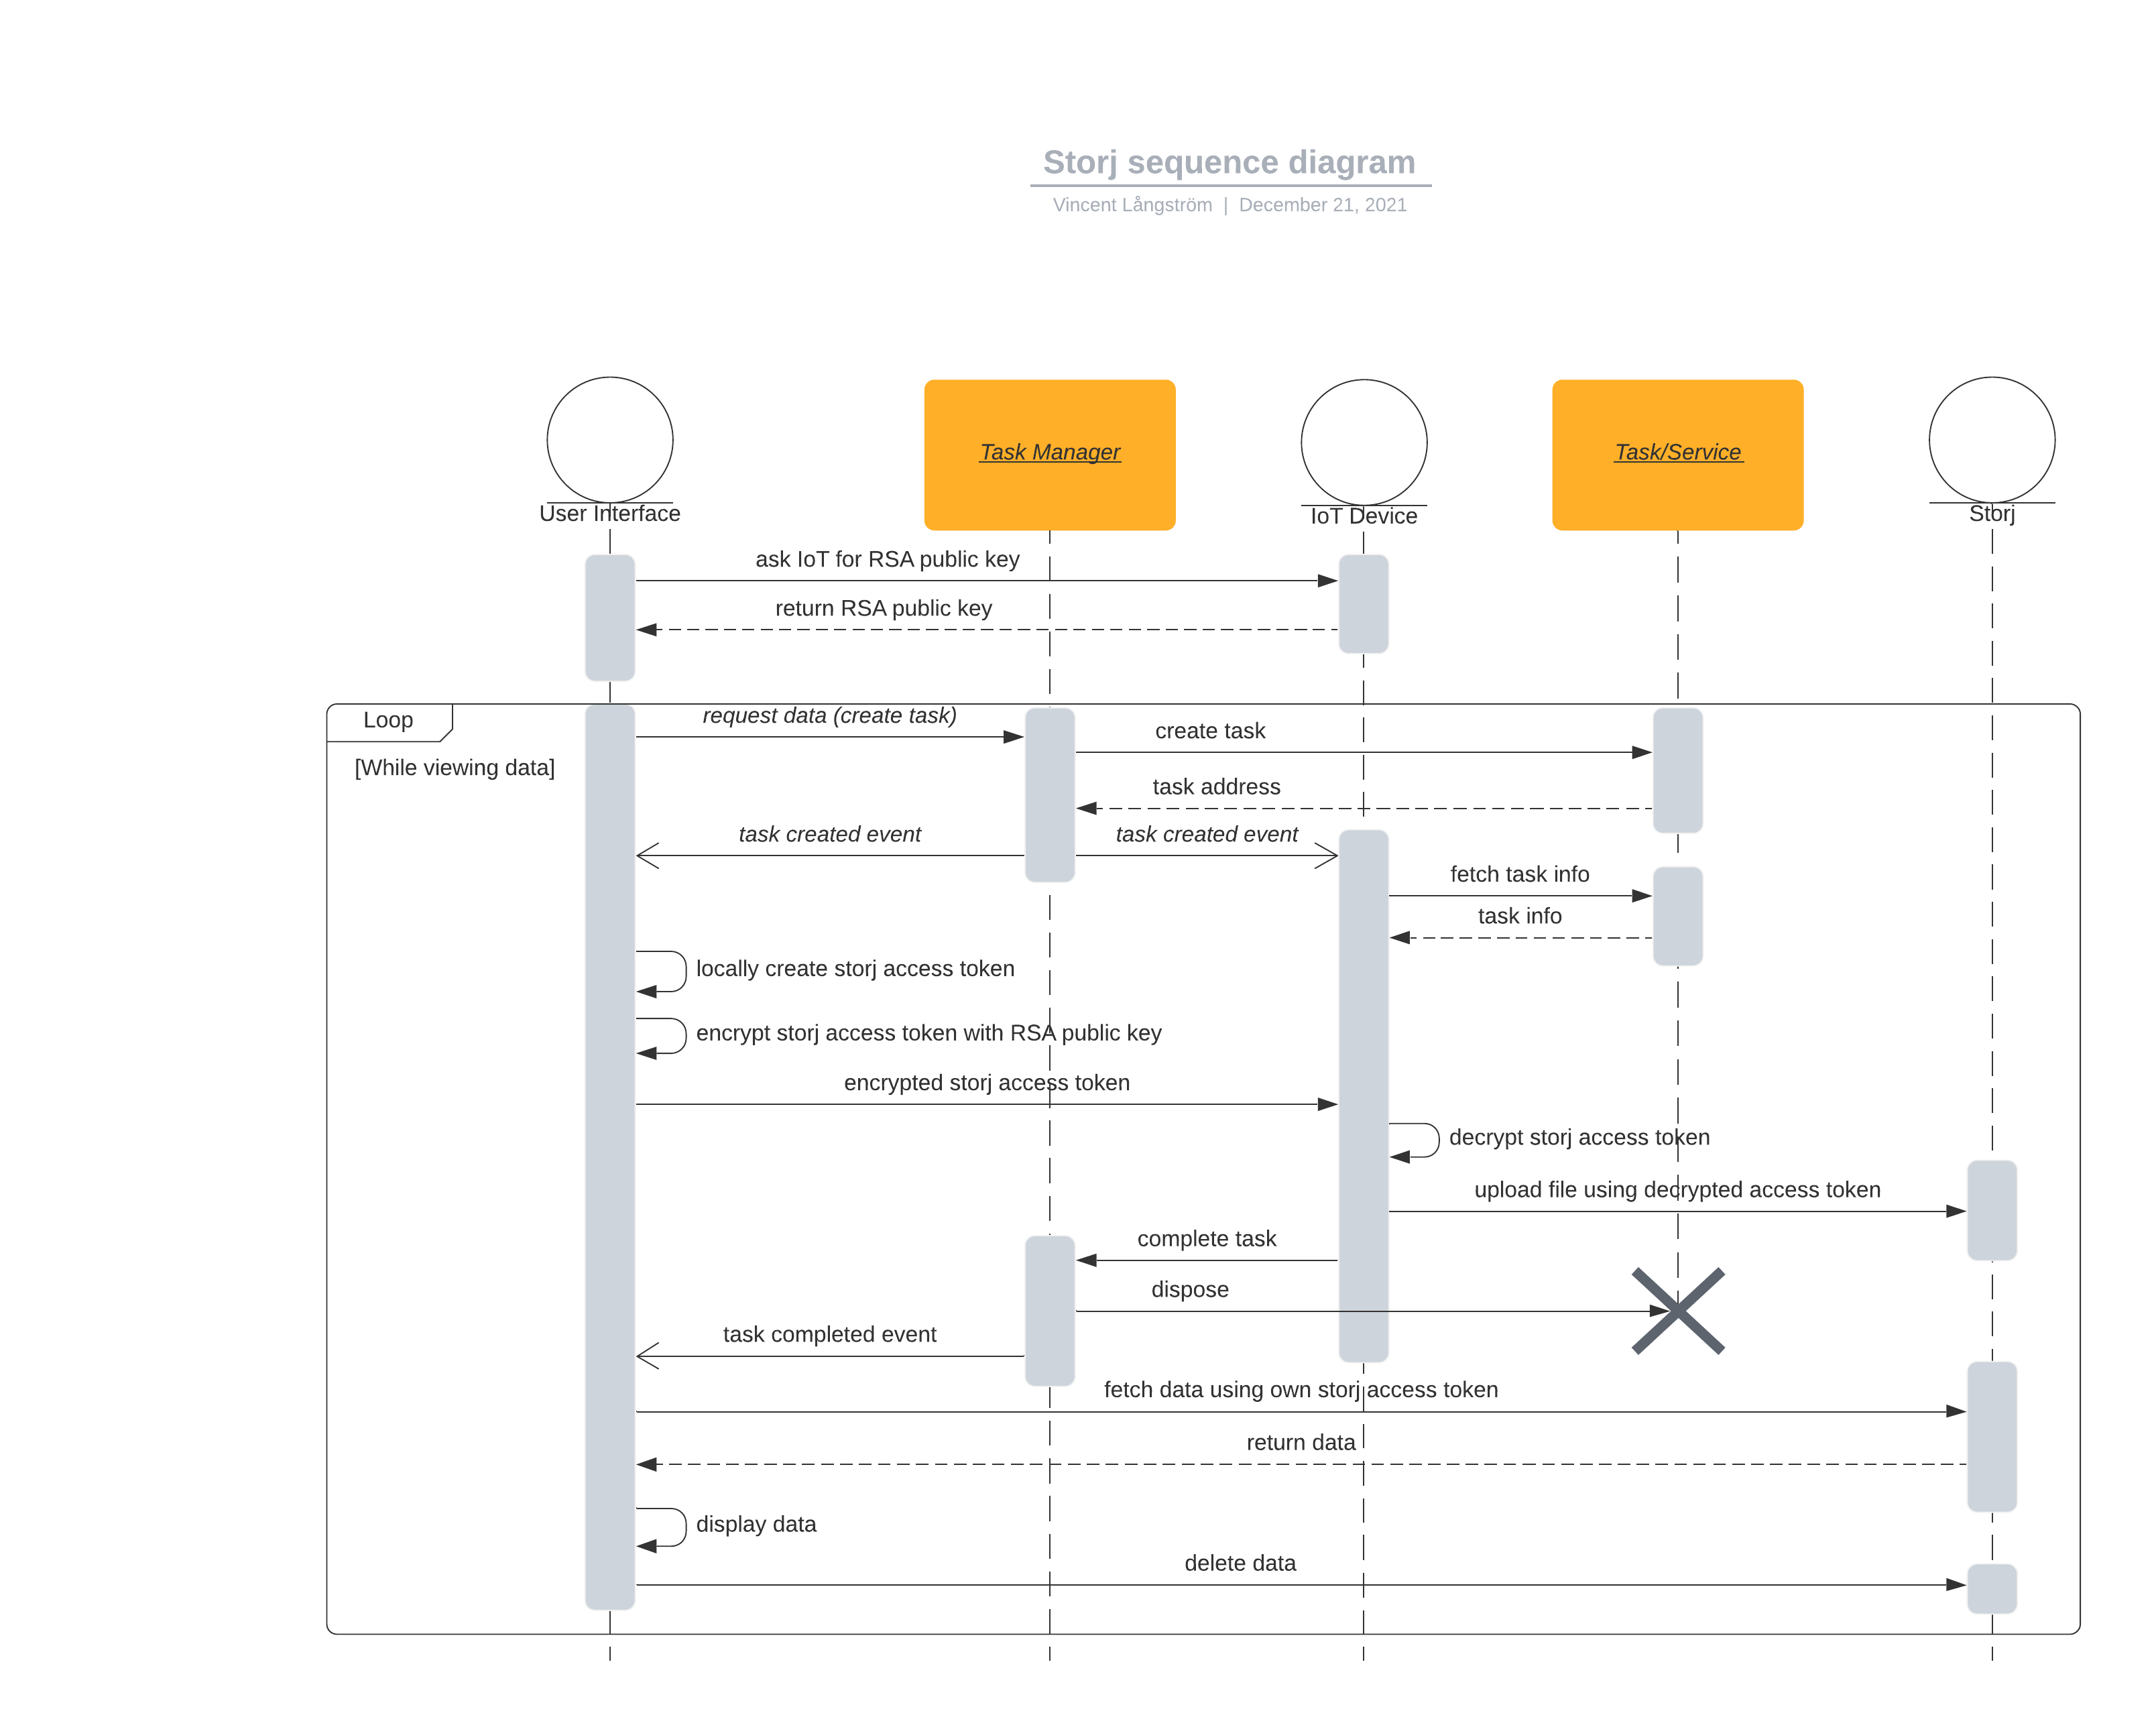 Storj sequence diagram
Vincent Långström | December 21, 2021
Task Manager
Task/Service
User Interface
IoT Device
Storj
ask IoT for RSA public key
return RSA public key
Loop
request data (create task)
create task
[While viewing data]
task address
task created event
task created event
fetch task info
task info
locally create storj access token
encrypt storj access token with RSA public key
encrypted storj access token
decrypt storj access token
upload file using decrypted access token
complete task
dispose
task completed event
fetch data using own storj access token
return data
display data
delete data